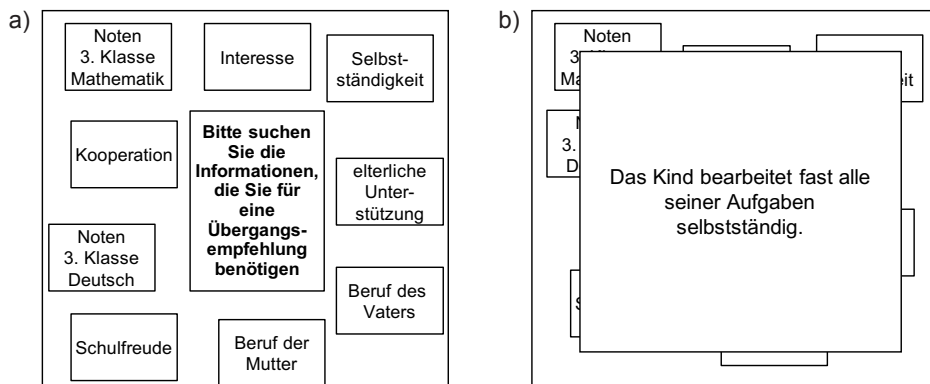 a)
Noten
3. Klasse
Mathematik
Interesse
Selbst-
ständigkeit
Kooperation
Bitte suchen
Sie die
Informationen,
die Sie für
eine
Übergangs-
empfehlung
benötigen
elterliche
Unter-
stützung
Noten
3. Klasse
Deutsch
Beruf des
Vaters
Schulfreude
Beruf der
Mutter
b)
Noten
3.
Das Kind bearbeitet fast alle
seiner Aufgaben
selbstständig.